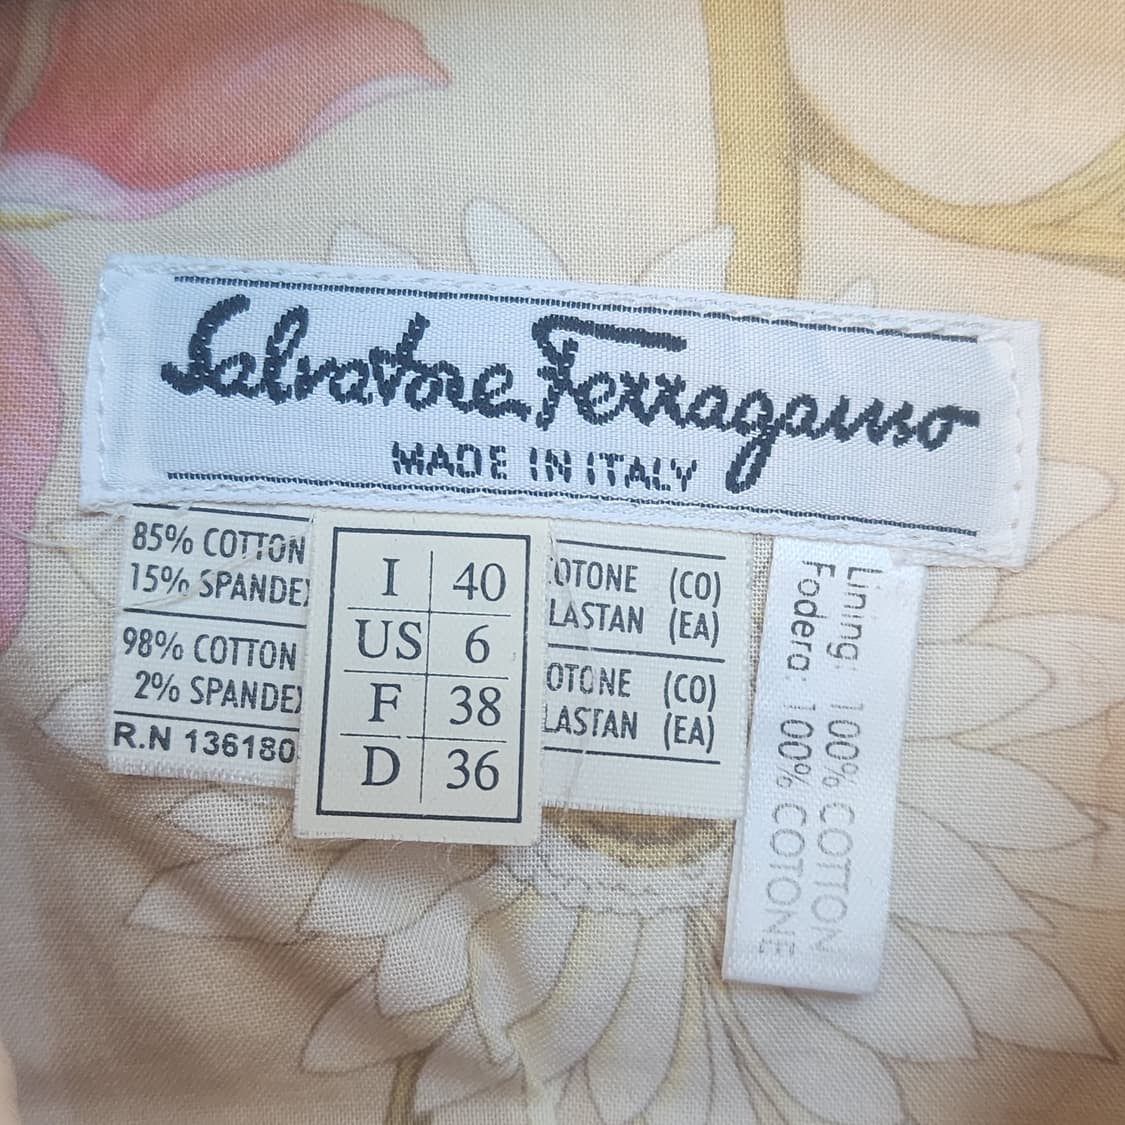 Salvatore Ferragamo
MADE IN ITALY
85% COTTON
15% SPANDEX
98% COTTON
2% SPANDEX
R.N 136180
I 40
US 6
F 38
D 36
OTONE (CO)
LASTAN (EA)
OTONE (CO)
LASTAN (EA)
Lining: 100% COTTON
Fodera: 100% COTONE